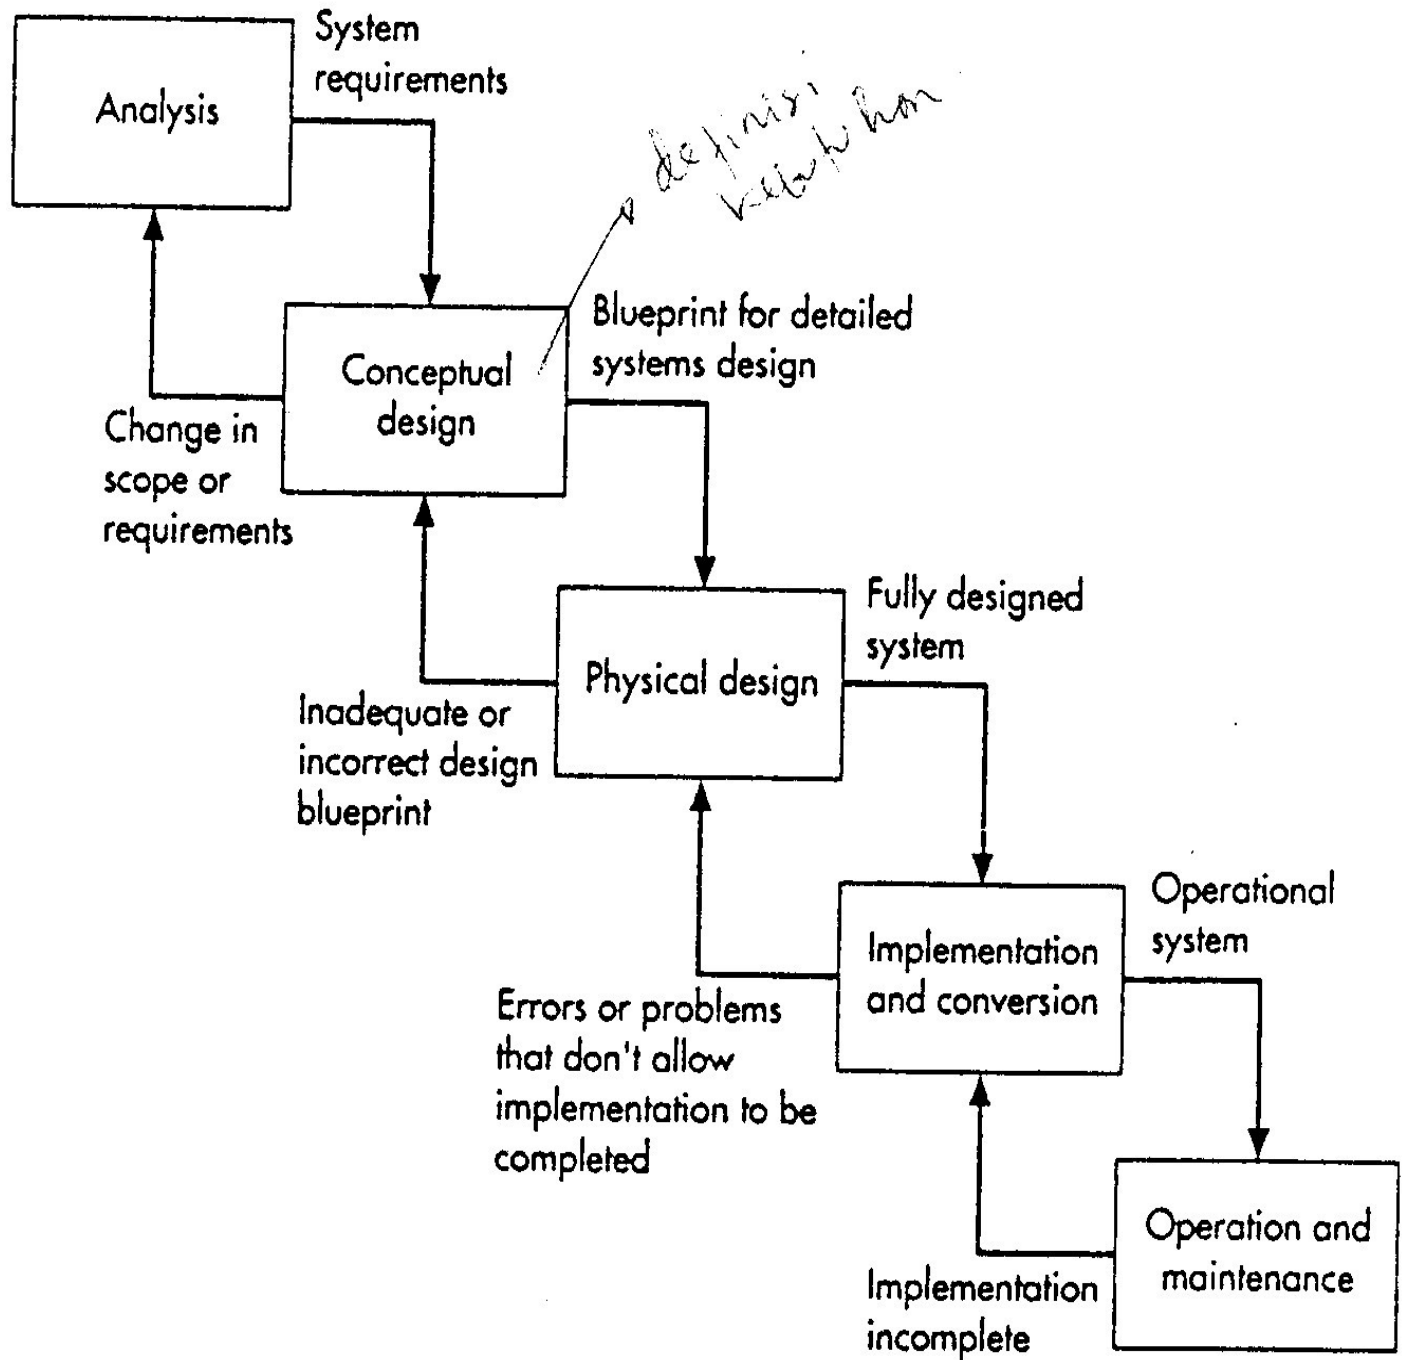 System
requirements
Analysis
definisi
Blueprint for detailed
systems design
Conceptual
design
Change in
scope or
requirements
Fully designed
system
Physical design
Inadequate or
incorrect design
blueprint
Operational
system
Implementation
and conversion
Errors or problems
that don't allow
implementation to be
completed
Operation and
maintenance
Implementation
incomplete